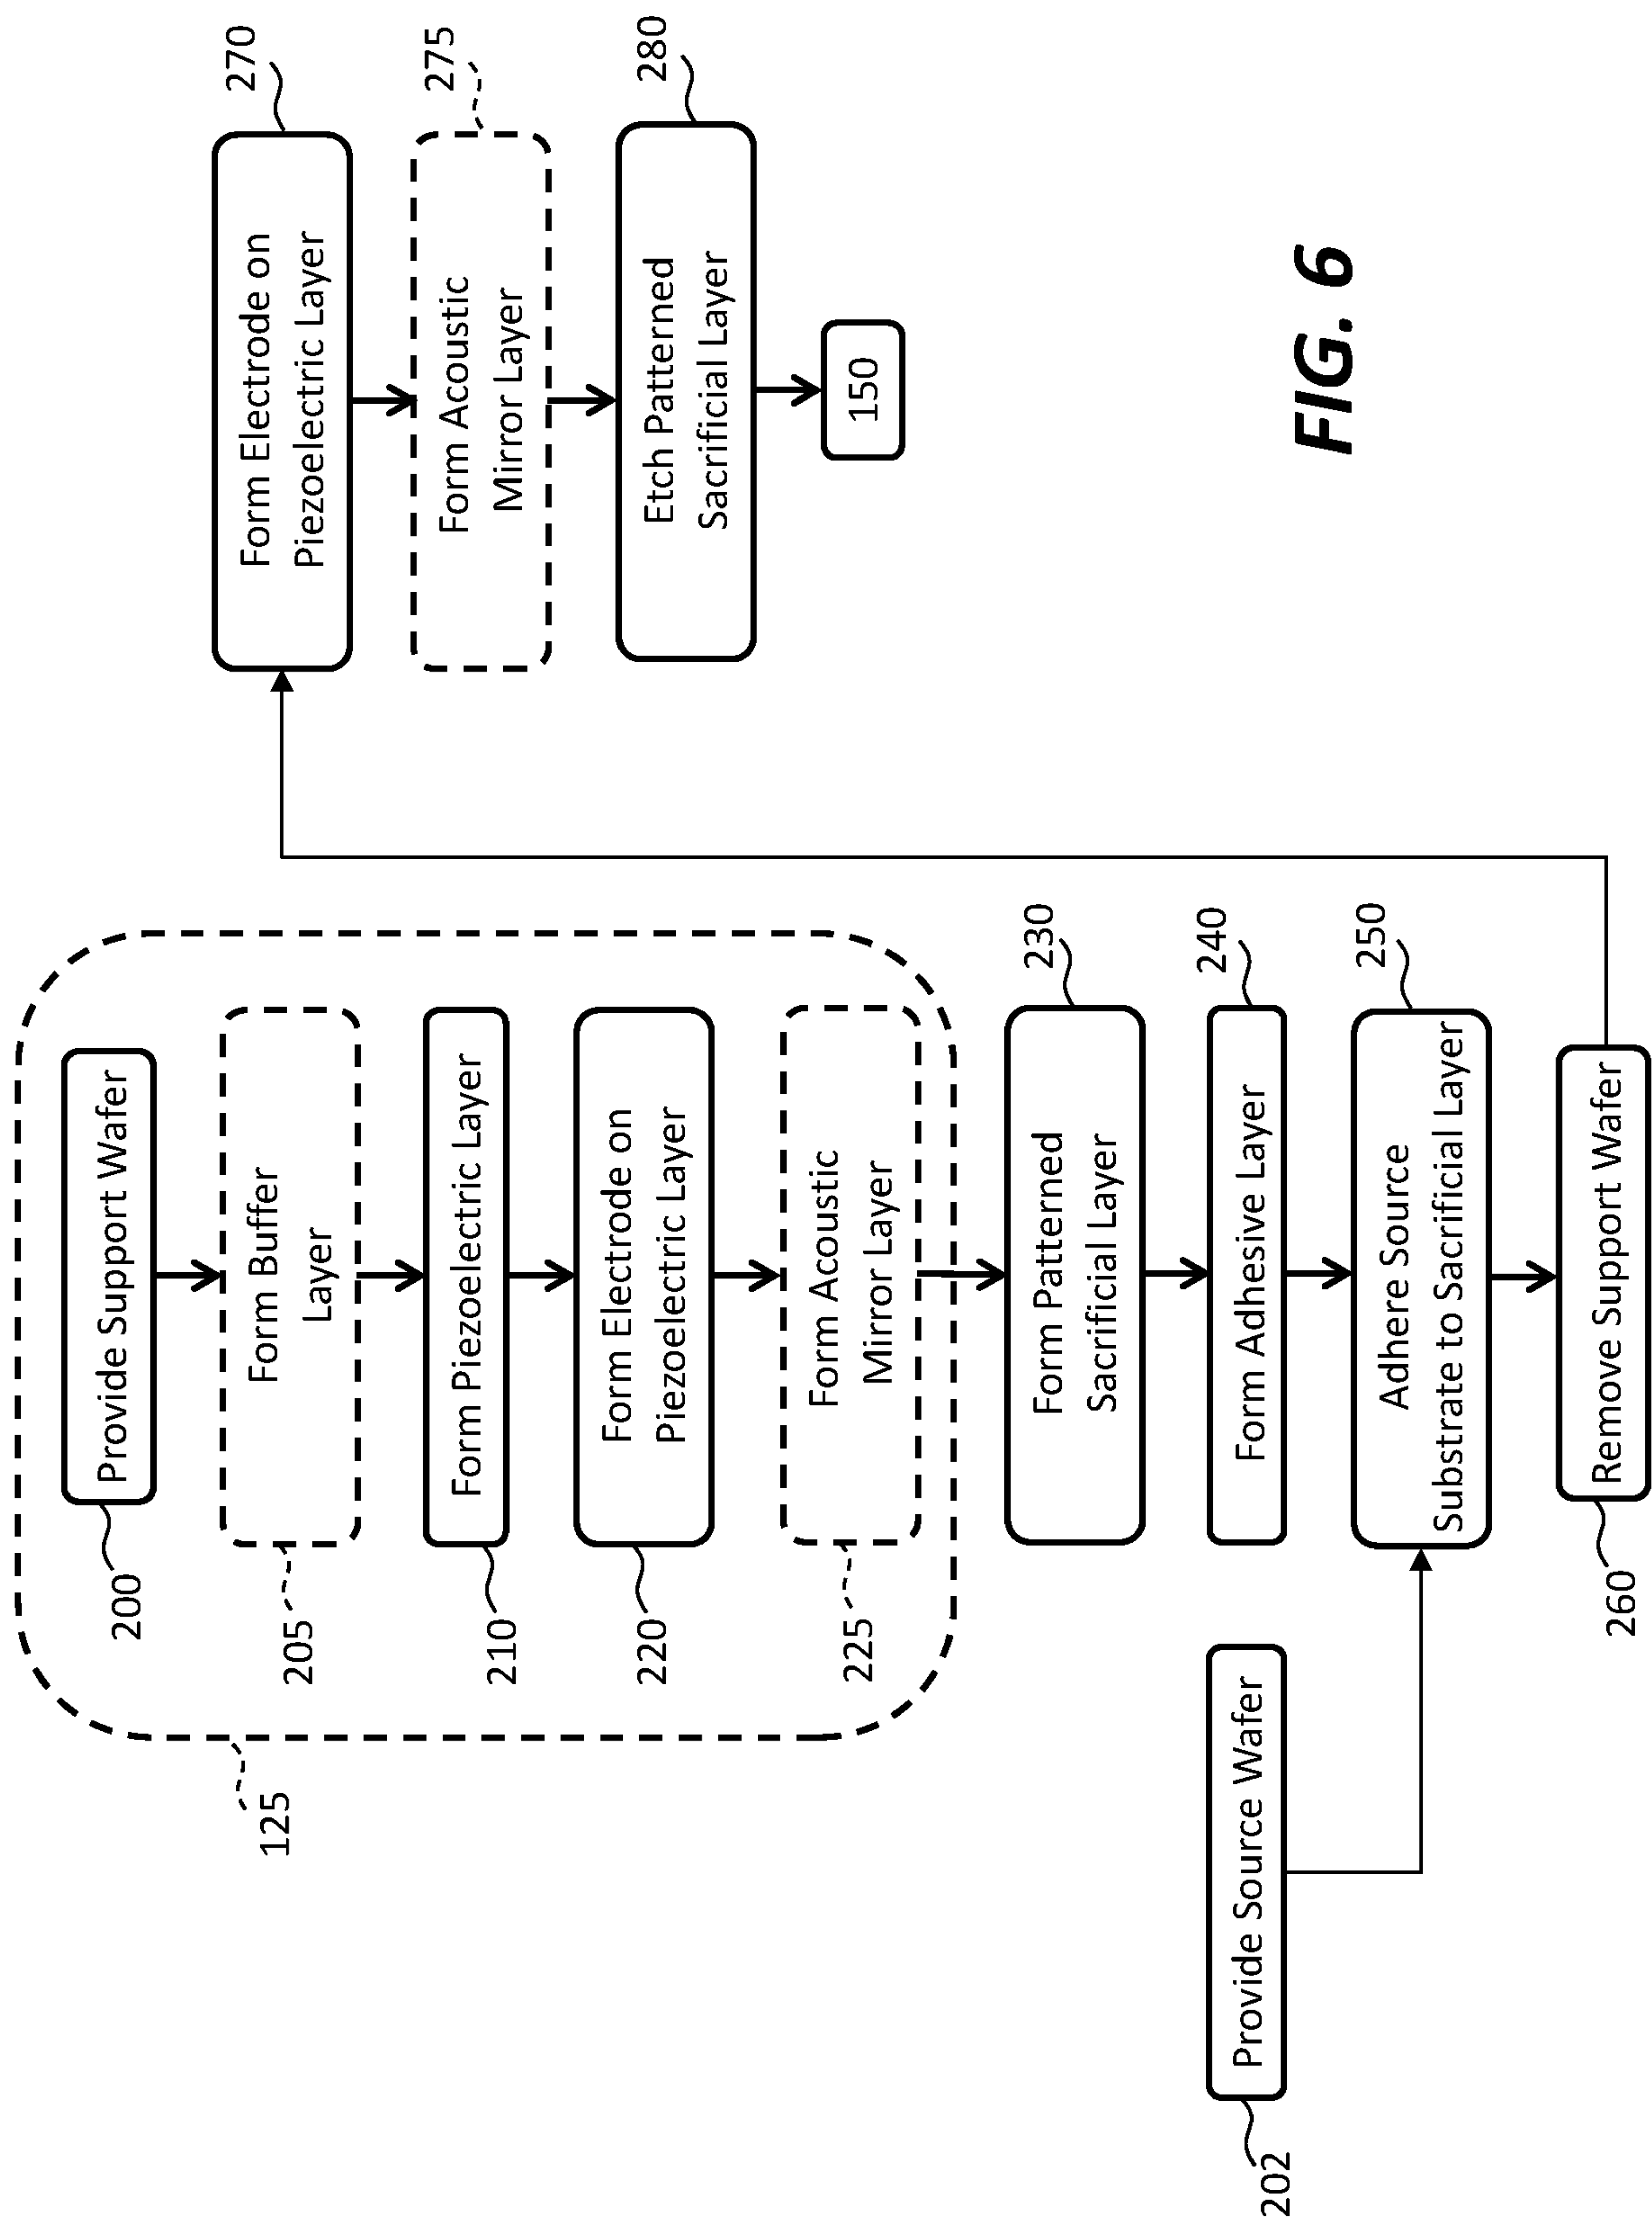 125
200
Provide Support Wafer
205
Form Buffer
Layer
210
Form Piezoelectric Layer
220
Form Electrode on
Piezoelectric Layer
225
Form Acoustic
Mirror Layer
Form Patterned
Sacrificial Layer
230
202
Provide Source Wafer
Form Adhesive Layer
240
Adhere Source
Substrate to Sacrificial Layer
250
260
Remove Support Wafer
Form Electrode on
Piezoelectric Layer
270
Form Acoustic
Mirror Layer
275
Etch Patterned
Sacrificial Layer
280
150
FIG. 6